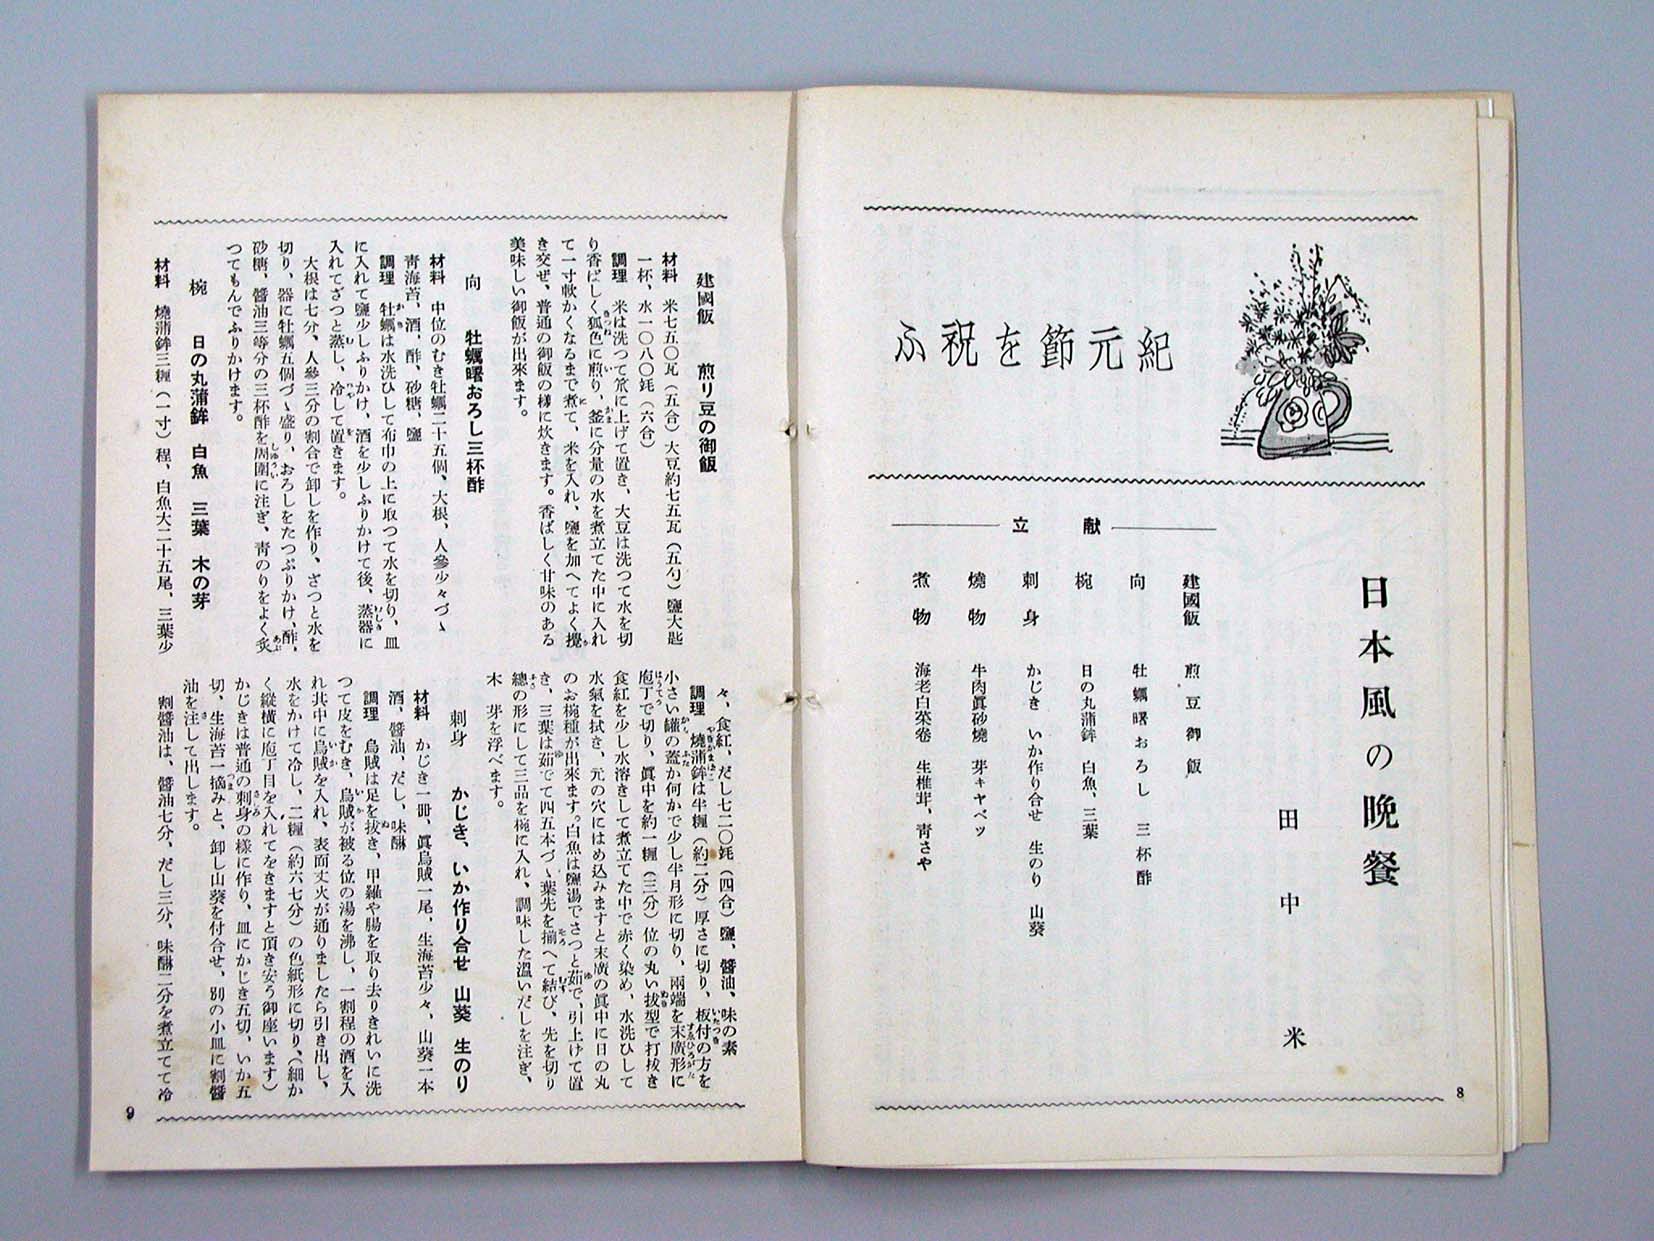 紀元節を祝ふ
日本風の晩餐
田中米
献立
建國飯 煎豆御飯
向 牡蠣曙おろし 三杯酢
椀 日の丸蒲鉾 白魚、三葉
刺身 かじき いか作り合せ 生のり 山葵
燒物 牛肉眞砂燒 芽キャベツ
煮物 海老白菜卷 生椎茸、靑さや
8
建國飯 煎り豆の御飯
材料 米七五〇瓦（五合）大豆約七五瓦（五勺）鹽大匙
一杯、水一〇八〇竓（六合）
調理 米は洗つて笊に上げて置き、大豆は洗つて水を切
り香ばしく狐色に煎り、釜に分量の水を煮立てた中に入れ
て一寸軟かくなるまで煮て、米を入れ、鹽を加へてよく攪
き交ぜ、普通の御飯の樣に炊きます。香ばしく甘味のある
美味しい御飯が出來ます。
向 牡蠣曙おろし三杯酢
材料 中位のむき牡蠣二十五個、大根、人參少々づゝ
靑海苔、酒、酢、砂糖、鹽
調理 牡蠣は水洗ひして布巾の上に取つて水を切り、皿
に入れて鹽少しふりかけ、酒を少しふりかけて後、蒸器に
入れてざつと蒸し、冷して置きます。
大根は七分、人參三分の割合で卸しを作り、ざつと水を
切り、器に牡蠣五個づゝ盛り、おろしをたつぷりかけ、酢、
砂糖、醬油三等分の三杯酢を周圍に注ぎ、靑のりをよく炙
つてもんでふりかけます。
椀 日の丸蒲鉾 白魚 三葉 木の芽
材料 燒蒲鉾三糎（一寸）程、白魚大二十五尾、三葉少
々、食紅、だし七二〇竓（四合）鹽、醬油、味の素
調理 燒蒲鉾は半糎（約二分）厚さに切り、板付の方を
小さい罐の蓋か何かで少し半月形に切り、兩端を末廣形に
庖丁で切り、眞中を約一糎（三分）位の丸い拔型で打拔き
食紅を少し水溶きして煮立てた中で赤く染め、水洗ひして
水氣を拭き、元の穴にはめ込みますと末廣の眞中に日の丸
のお椀種が出來ます。白魚は鹽湯でさつと茹で、引上げて置
き、三葉は茹でて四五本づゝ葉先を揃へて結び、先を切り
總の形にして三品を椀に入れ、調味した溫いだしを注ぎ、
木 芽を浮べます。
刺身 かじき、いか作り合せ 山葵 生のり
材料 かじき一冊、眞烏賊一尾、生海苔少々、山葵一本
酒、醬油、だし、味醂
調理 烏賊は足を拔き、甲羅や腸を取り去りきれいに洗
つて皮をむき、烏賊が被る位の湯を沸し、一割程の酒を入
れ其中に烏賊を入れ、表面丈火が通りましたら引き出し、
水をかけて冷し、二糎（約六七分）の色紙形に切り、（細か
く縱橫に庖丁目を入れてをきますと頂き安う御座います）
かじきは普通の刺身の樣に作り、皿にかじき五切、いか五
切、生海苔一摘みと、卸し山葵を付合せ、別の小皿に割醬
油を注して出します。
割醬油は、醬油七分、だし三分、味醂二分を煮立てて冷
9